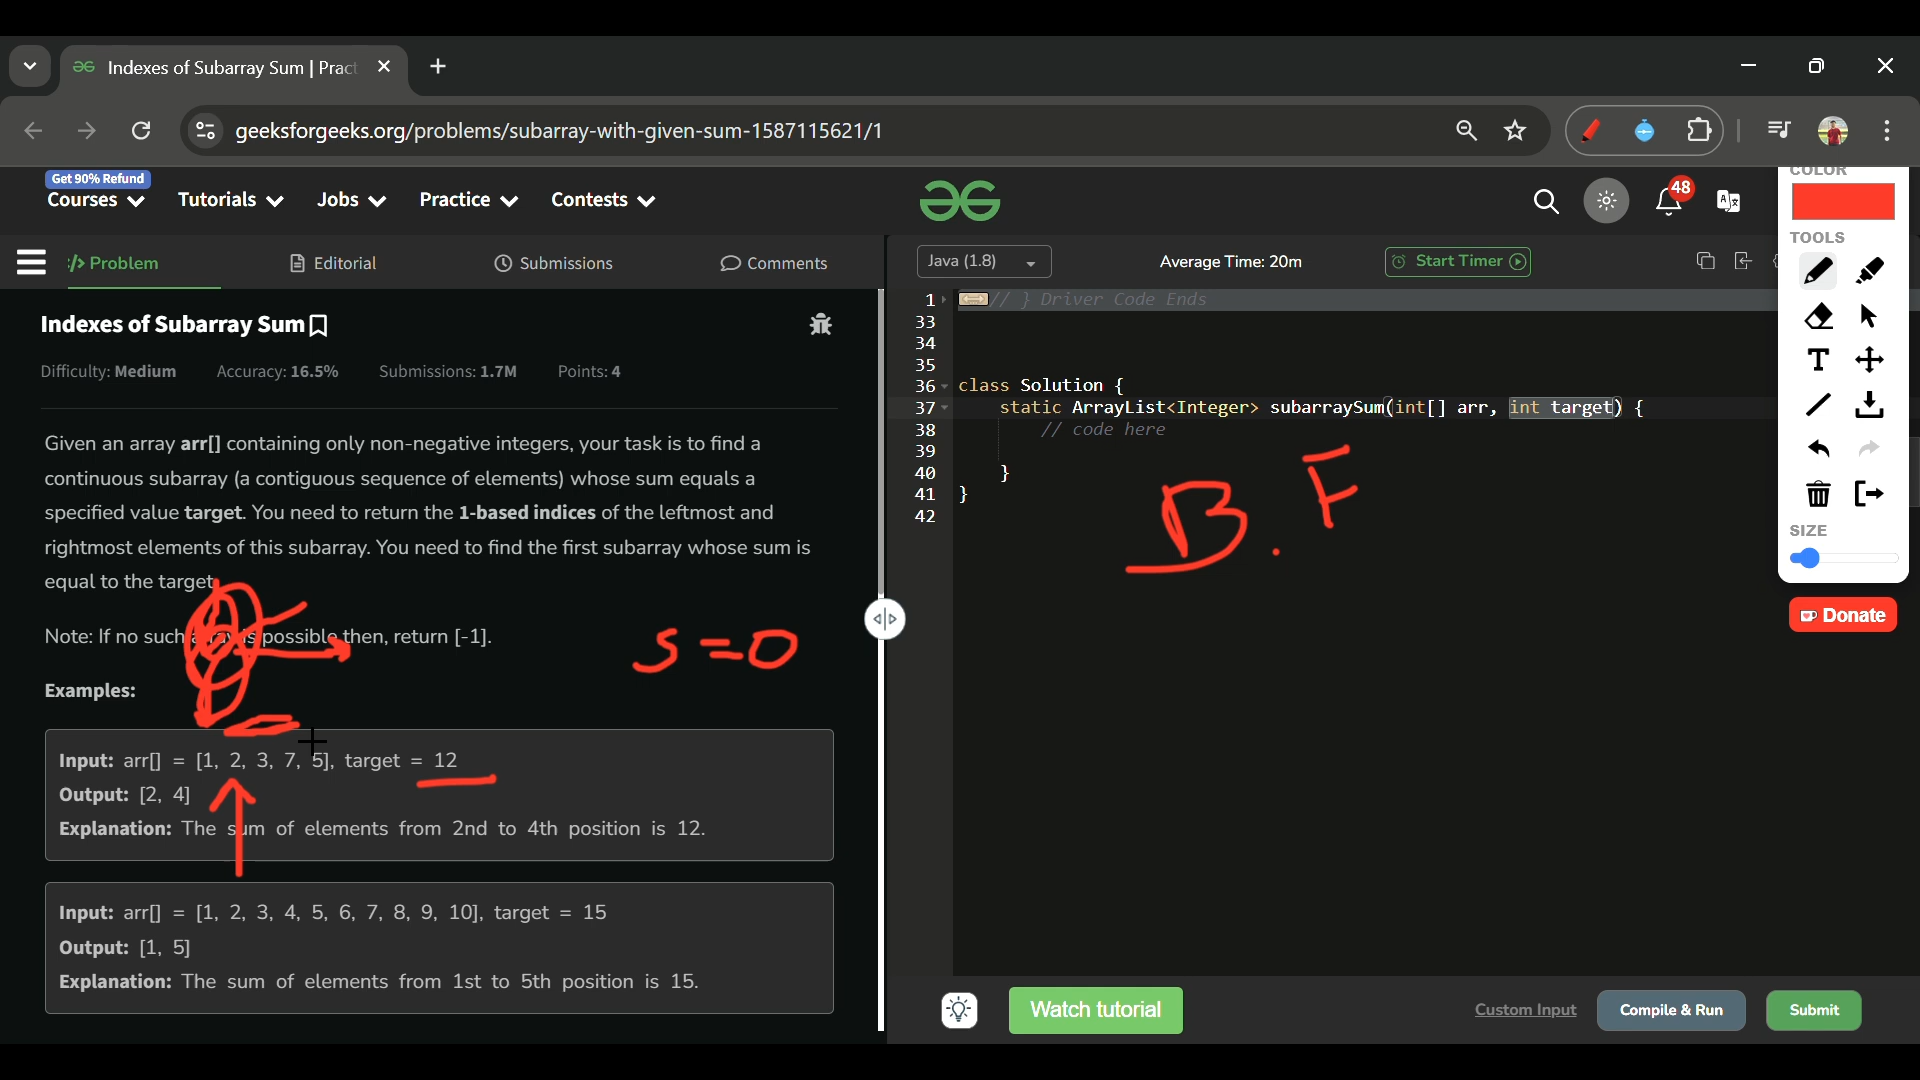 Indexes of Subarray Sum | Pract
geeksforgeeks.org/problems/subarray-with-given-sum-1587115621/1
Get 90% Refund
Courses Tutorials Jobs Practice Contests
48
COLOR
TOOLS
SIZE
Donate
Problem Editorial Submissions Comments
Java (1.8) Average Time: 20m Start Timer
Indexes of Subarray Sum
Difficulty: Medium Accuracy: 16.5% Submissions: 1.7M Points: 4
Given an array arr[] containing only non-negative integers, your task is to find a
continuous subarray (a contiguous sequence of elements) whose sum equals a
specified value target. You need to return the 1-based indices of the leftmost and
rightmost elements of this subarray. You need to find the first subarray whose sum is
equal to the target.
Note: If no such is possible then, return [-1].
s = 0
Examples:
Input: arr[] = [1, 2, 3, 7, 5], target = 12
Output: [2, 4]
Explanation: The sum of elements from 2nd to 4th position is 12.
Input: arr[] = [1, 2, 3, 4, 5, 6, 7, 8, 9, 10], target = 15
Output: [1, 5]
Explanation: The sum of elements from 1st to 5th position is 15.
1 // } Driver Code Ends
33
34
35
36 class Solution {
37 static ArrayList<Integer> subarraySum(int[] arr, int target) {
38 // code here
39
40 }
41 }
42
B. F
Watch tutorial Custom Input Compile & Run Submit